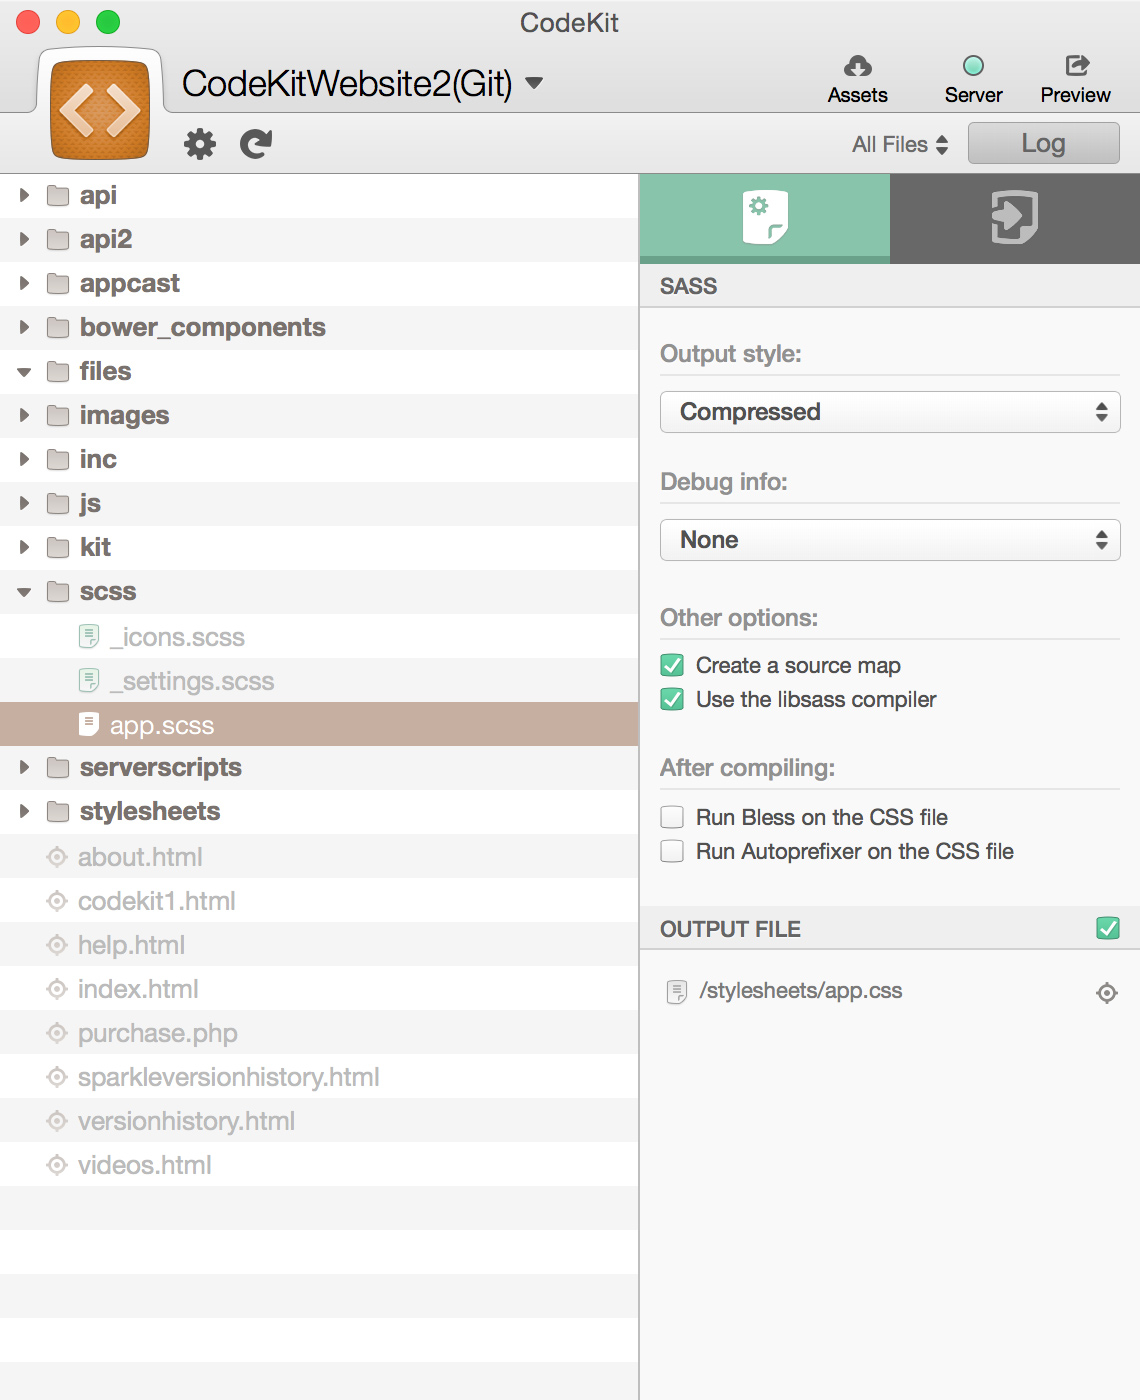 CodeKit
CodeKitWebsite2(Git)
Assets
Server
Preview
All Files
Log
api
api2
appcast
bower_components
files
images
inc
js
kit
scss
_icons.scss
_settings.scss
app.scss
serverscripts
stylesheets
about.html
codekit1.html
help.html
index.html
purchase.php
sparkleversionhistory.html
versionhistory.html
videos.html
SASS
Output style:
Compressed
Debug info:
None
Other options:
Create a source map
Use the libsass compiler
After compiling:
Run Bless on the CSS file
Run Autoprefixer on the CSS file
OUTPUT FILE
/stylesheets/app.css